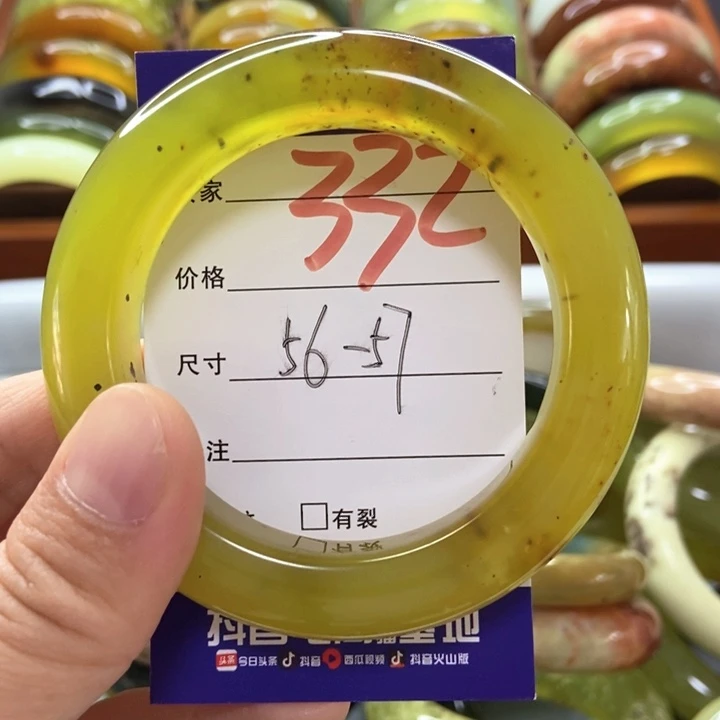 332
家
价格
尺寸 56-57
注
☐有裂
今日头条 抖音 西瓜视频 抖音火山版